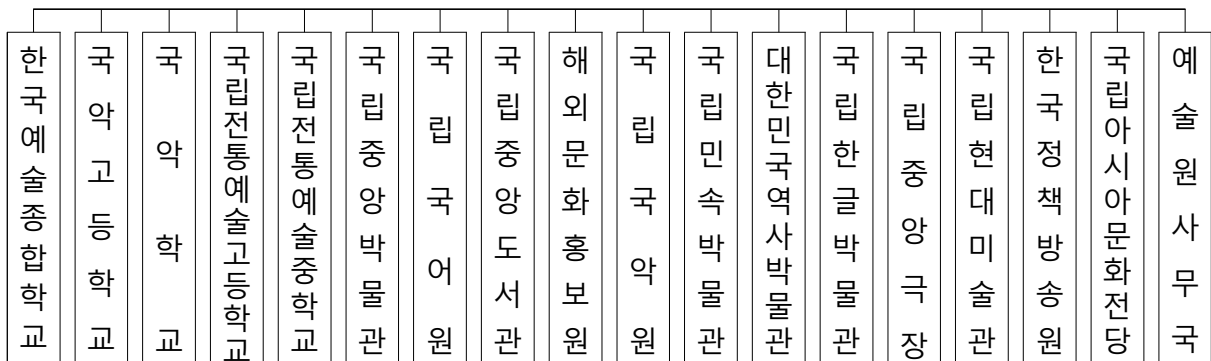 한국예술종합학교
국악고등학교
국악학교
국립전통예술고등학교
국립전통예술중학교
국립중앙박물관
국립국어원
국립중앙도서관
해외문화홍보원
국립국악원
국립민속박물관
대한민국역사박물관
국립한글박물관
국립중앙극장
국립현대미술관
한국정책방송원
국립아시아문화전당
예술원사무국